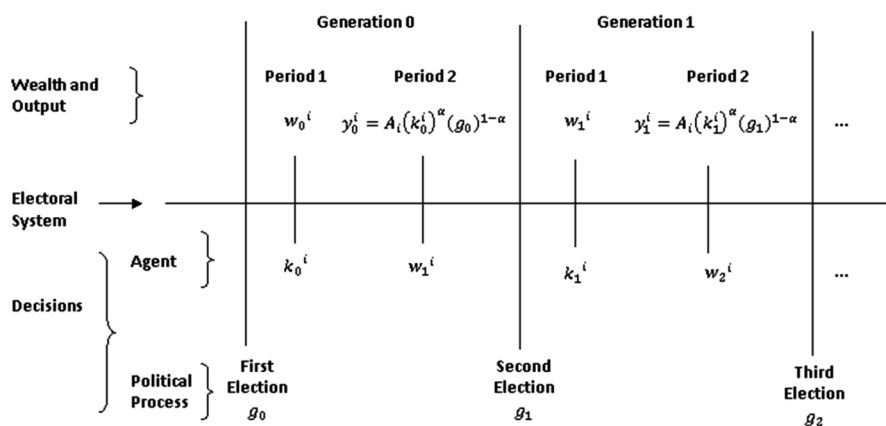 Generation 0 Generation 1
Wealth and Output Period 1 Period 2 Period 1 Period 2
w₀ⁱ y₀ⁱ = Aᵢ(k₀ⁱ)^α(g₀)^{1−α} w₁ⁱ y₁ⁱ = Aᵢ(k₁ⁱ)^α(g₁)^{1−α} ...
Electoral
System
Agent
k₀ⁱ w₁ⁱ k₁ⁱ w₂ⁱ ...
Decisions
Political
Process
First
Election
g₀
Second
Election
g₁
Third
Election
g₂